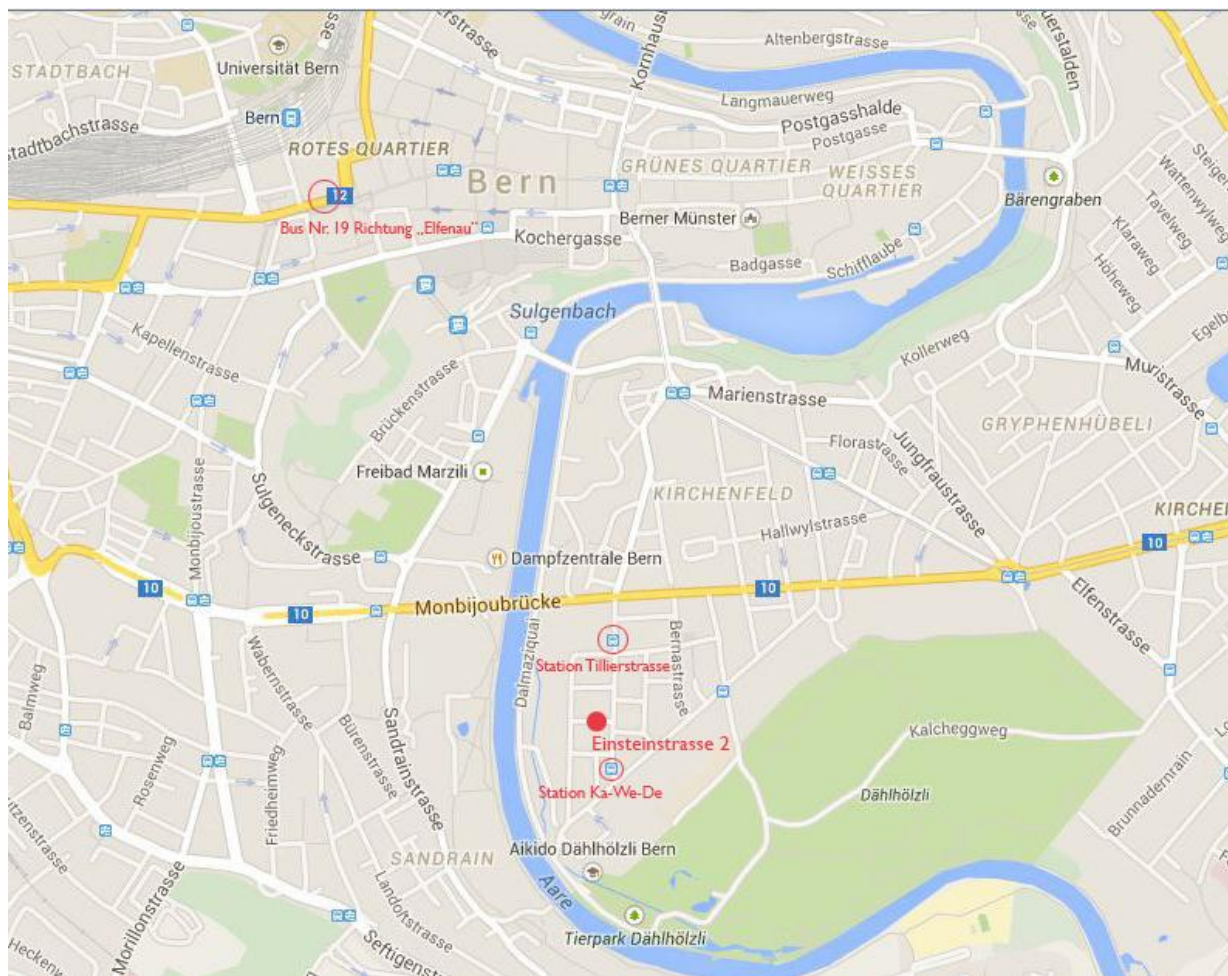 Altenbergstrasse
Universität Bern
STADTBACH
Stadtbachstrasse
Bern
Langmauerweg
Postgasshalde
Postgasse
ROTES QUARTIER
GRÜNES QUARTIER
WEISSES
QUARTIER
Bern
12
Bus Nr. 19 Richtung „Elfenau“
Kochergasse
Berner Münster
Bärengraben
Wattenwylweg
Tavelweg
Klaraweg
Höheweg
Badgasse
Schifflaube
Sulgenbach
Kapellenstrasse
Brückenstrasse
Kollerweg
Muristrasse
Marienstrasse
GRYPHENHÜBELI
Florastrasse
Jungfraustrasse
Freibad Marzili
Sulgeneckstrasse
Monbijoustrasse
KIRCHENFELD
Hallwylstrasse
Dampfzentrale Bern
10
10
10
10
Monbijoubrücke
Elfenstrasse
Dalmaziquai
Bernastrasse
Station Tillierstrasse
Einsteinstrasse 2
Station Ka-We-De
Kalcheggweg
Dählhölzli
Brunnadernrain
Balmweg
Rosenweg
Wabernstrasse
Friedheimweg
Bürenstrasse
Sandrainstrasse
SANDRAIN
Aikido Dählhölzli Bern
Aare
Tierpark Dählhölzli
Landoltstrasse
Seftigenstrasse
Morillonstrasse